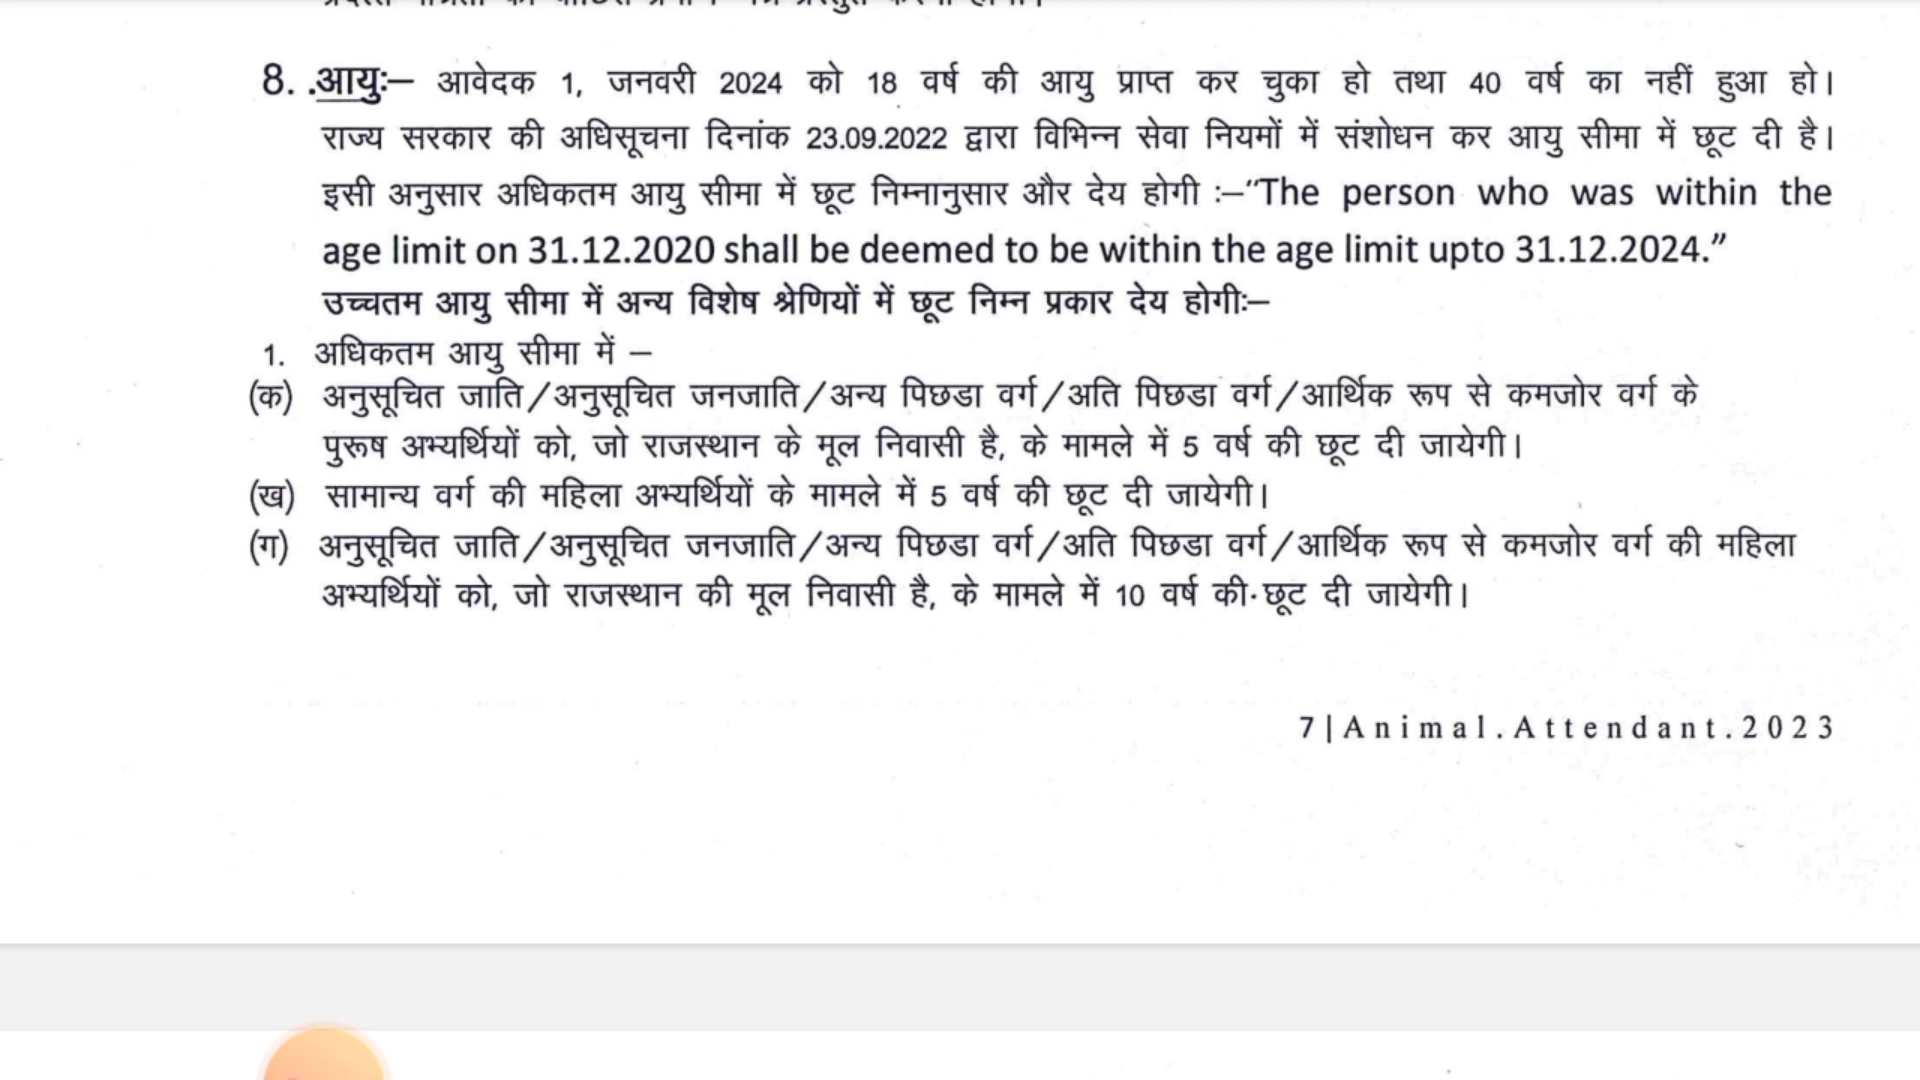 8. .आयुः– आवेदक 1, जनवरी 2024 को 18 वर्ष की आयु प्राप्त कर चुका हो तथा 40 वर्ष का नहीं हुआ हो।
राज्य सरकार की अधिसूचना दिनांक 23.09.2022 द्वारा विभिन्न सेवा नियमों में संशोधन कर आयु सीमा में छूट दी है।
इसी अनुसार अधिकतम आयु सीमा में छूट निम्नानुसार और देय होगी :–"The person who was within the
age limit on 31.12.2020 shall be deemed to be within the age limit upto 31.12.2024."
उच्चतम आयु सीमा में अन्य विशेष श्रेणियों में छूट निम्न प्रकार देय होगीः–
1. अधिकतम आयु सीमा में –
(क) अनुसूचित जाति/अनुसूचित जनजाति/अन्य पिछडा वर्ग/अति पिछडा वर्ग/आर्थिक रूप से कमजोर वर्ग के
पुरूष अभ्यर्थियों को, जो राजस्थान के मूल निवासी है, के मामले में 5 वर्ष की छूट दी जायेगी।
(ख) सामान्य वर्ग की महिला अभ्यर्थियों के मामले में 5 वर्ष की छूट दी जायेगी।
(ग) अनुसूचित जाति/अनुसूचित जनजाति/अन्य पिछडा वर्ग/अति पिछडा वर्ग/आर्थिक रूप से कमजोर वर्ग की महिला
अभ्यर्थियों को, जो राजस्थान की मूल निवासी है, के मामले में 10 वर्ष की छूट दी जायेगी।
7|Animal.Attendant.2023